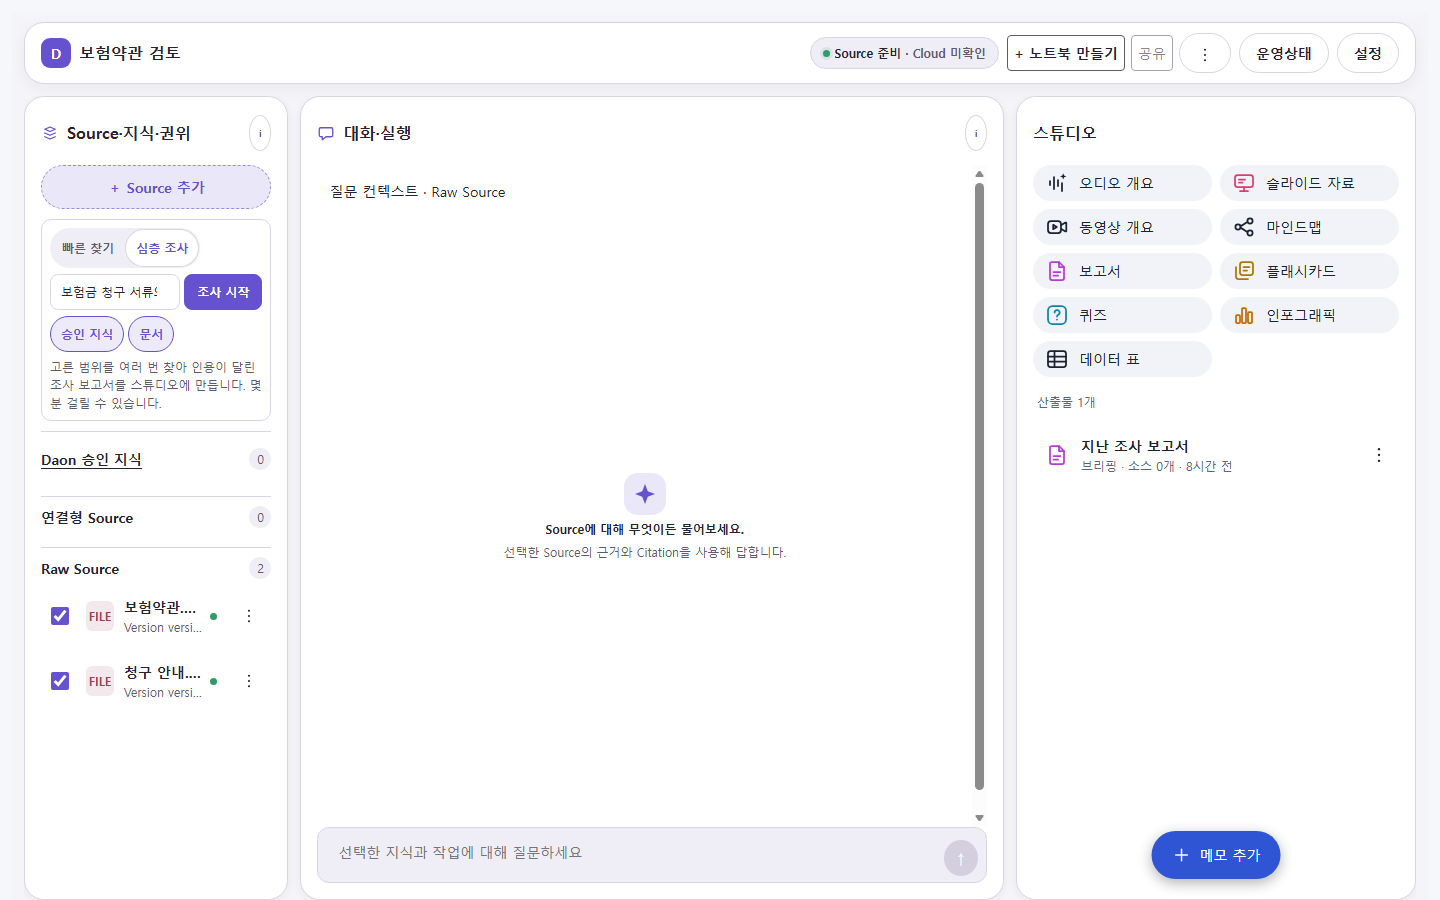 D 보험약관 검토
Source 준비 · Cloud 미확인
+ 노트북 만들기
공유
운영상태
설정
Source·지식·권위
i
+ Source 추가
빠른 찾기
심층 조사
보험금 청구 서류
조사 시작
승인 지식
문서
고른 범위를 여러 번 찾아 인용이 달린
조사 보고서를 스튜디오에 만듭니다. 몇
분 걸릴 수 있습니다.
Daon 승인 지식
0
연결형 Source
0
Raw Source
2
FILE
보험약관....
Version versi...
FILE
청구 안내....
Version versi...
대화·실행
i
질문 컨텍스트 · Raw Source
Source에 대해 무엇이든 물어보세요.
선택한 Source의 근거와 Citation을 사용해 답합니다.
선택한 지식과 작업에 대해 질문하세요
스튜디오
오디오 개요
슬라이드 자료
동영상 개요
마인드맵
보고서
플래시카드
퀴즈
인포그래픽
데이터 표
산출물 1개
지난 조사 보고서
브리핑 · 소스 0개 · 8시간 전
메모 추가